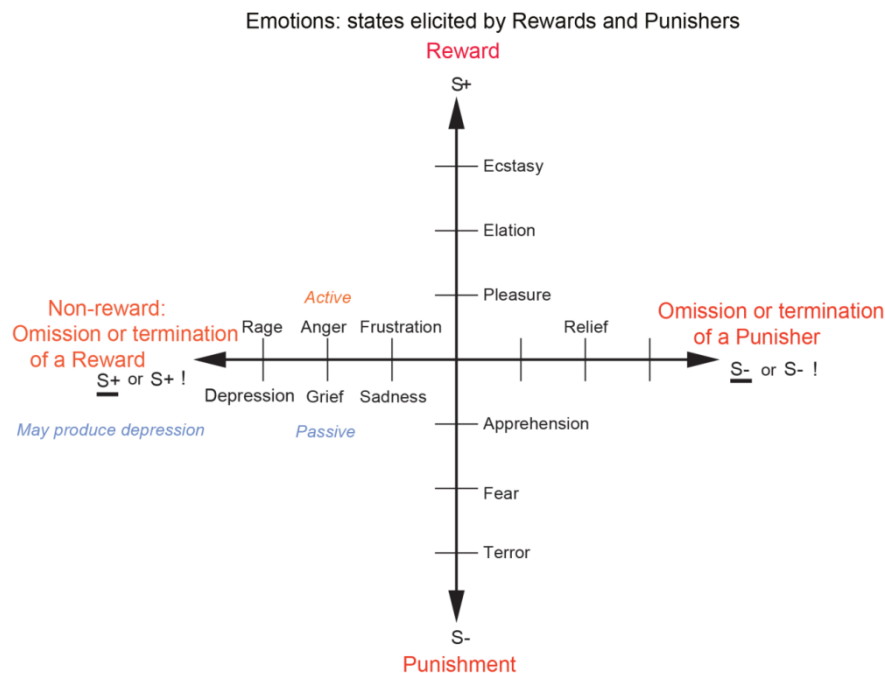 Emotions: states elicited by Rewards and Punishers
Reward
S+
Ecstasy
Elation
Pleasure
Non-reward:
Omission or termination
of a Reward
S+ or S+ !
May produce depression
Active
Rage Anger Frustration
Depression Grief Sadness
Passive
Relief
Omission or termination
of a Punisher
S- or S- !
Apprehension
Fear
Terror
S-
Punishment